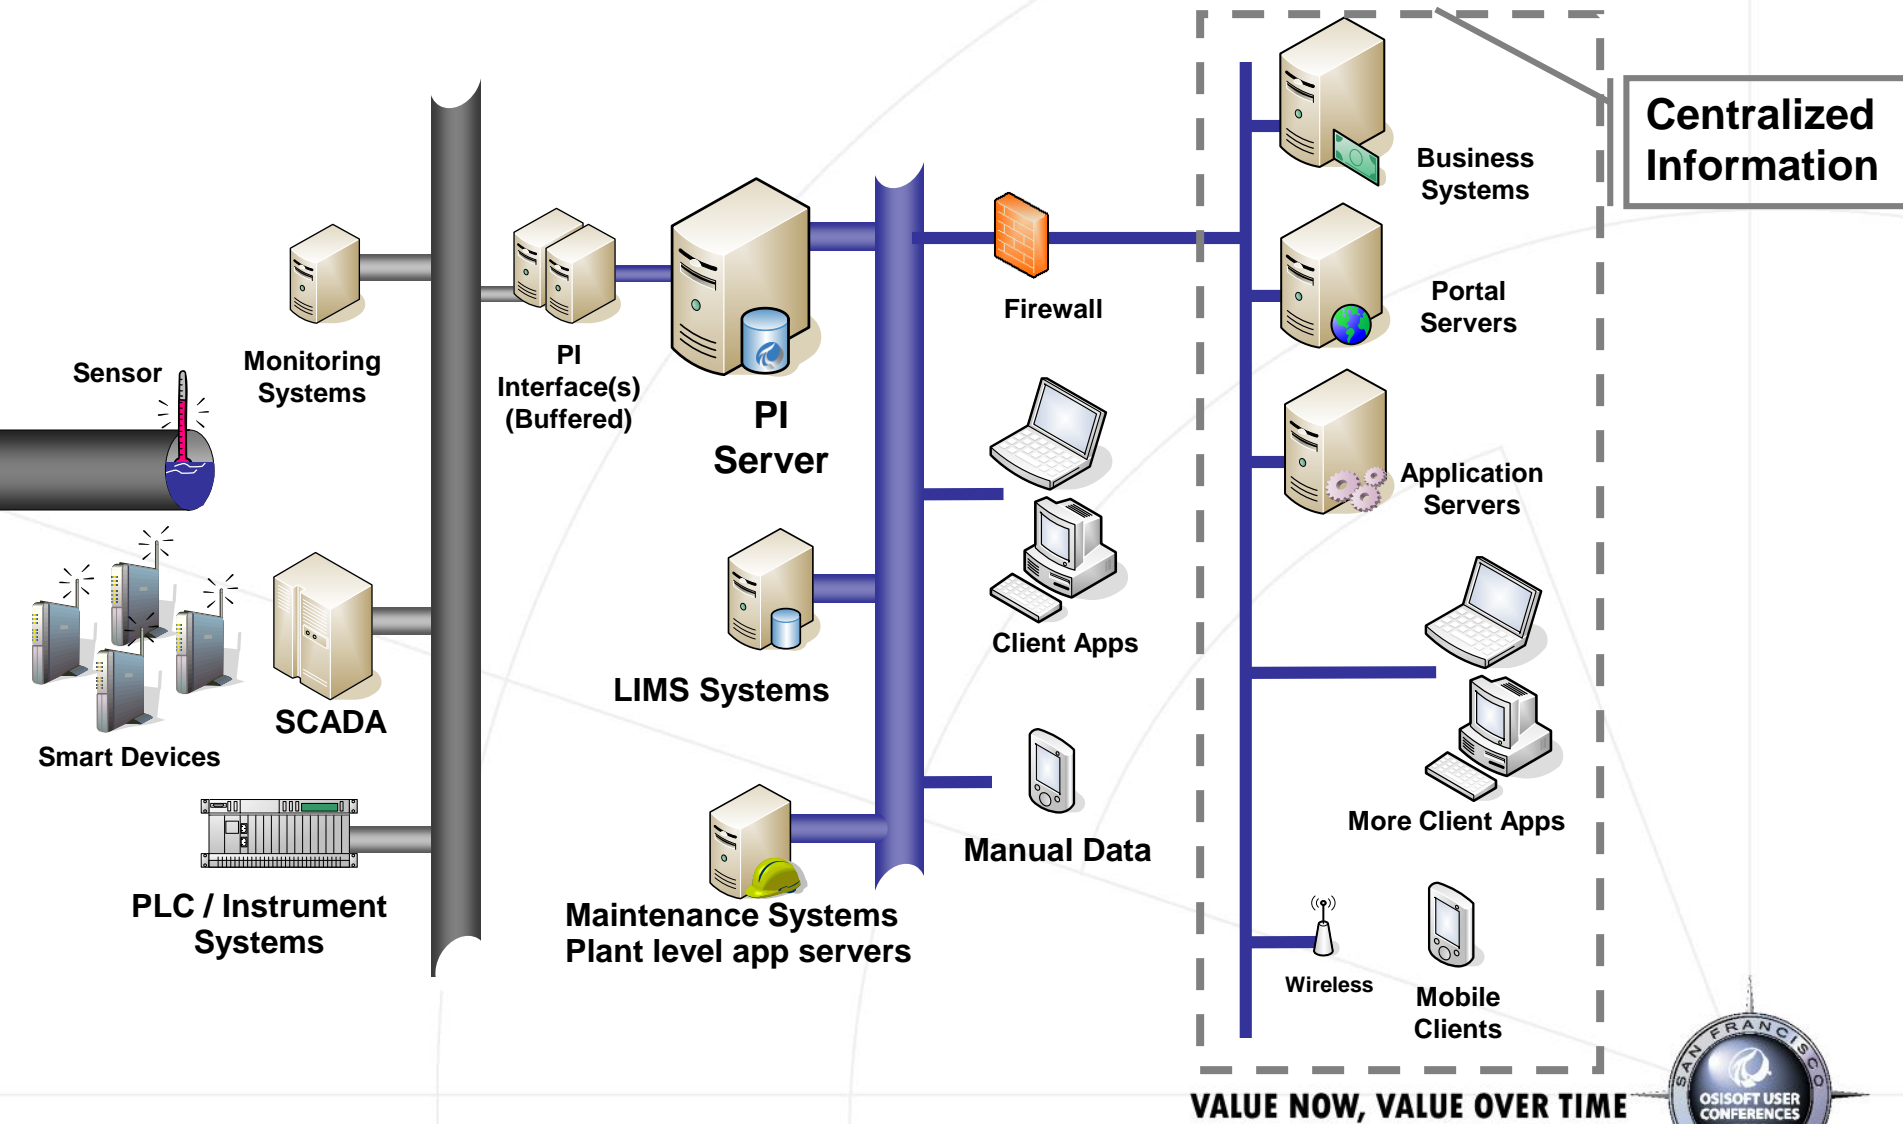 Centralized
Information
Business
Systems
Portal
Servers
Application
Servers
More Client Apps
Wireless
Mobile
Clients
Firewall
Client Apps
Manual Data
PI
Interface(s)
(Buffered)
PI
Server
LIMS Systems
Maintenance Systems
Plant level app servers
Sensor
Monitoring
Systems
Smart Devices
SCADA
PLC / Instrument
Systems
VALUE NOW, VALUE OVER TIME
SAN FRANCISCO
OSISOFT USER
CONFERENCES